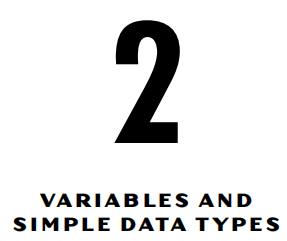 2
VARIABLES AND
SIMPLE DATA TYPES